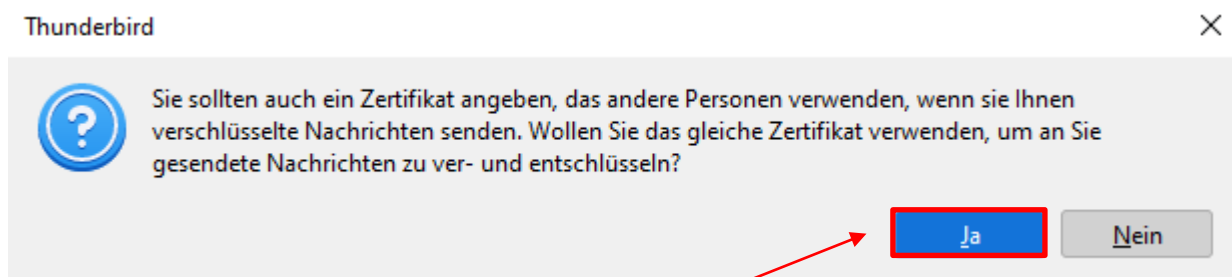 Thunderbird
Sie sollten auch ein Zertifikat angeben, das andere Personen verwenden, wenn sie Ihnen
verschlüsselte Nachrichten senden. Wollen Sie das gleiche Zertifikat verwenden, um an Sie
gesendete Nachrichten zu ver- und entschlüsseln?
Ja Nein